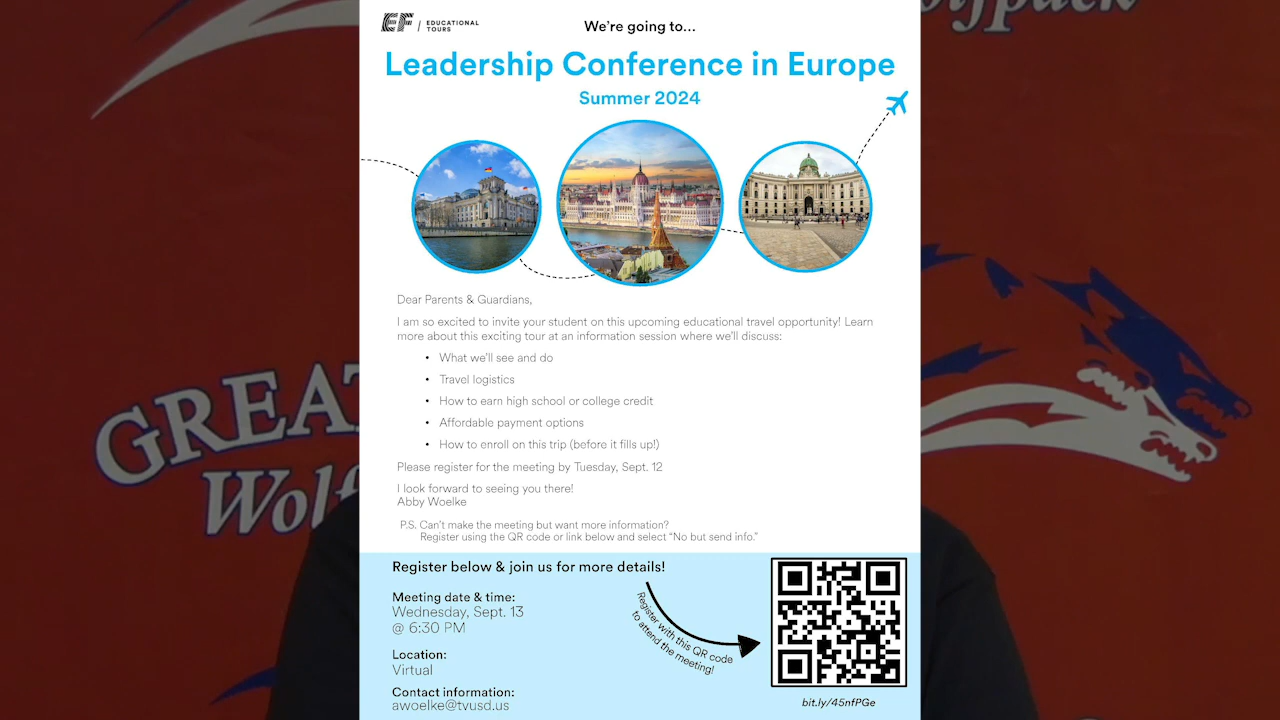 EF
EDUCATIONAL
TOURS
We're going to...
Leadership Conference in Europe
Summer 2024
Dear Parents & Guardians,
I am so excited to invite your student on this upcoming educational travel opportunity! Learn
more about this exciting tour at an information session where we'll discuss:
• What we'll see and do
• Travel logistics
• How to earn high school or college credit
• Affordable payment options
• How to enroll on this trip (before it fills up!)
Please register for the meeting by Tuesday, Sept. 12
I look forward to seeing you there!
Abby Woelke
P.S. Can't make the meeting but want more information?
Register using the QR code or link below and select "No but send info."
Register below & join us for more details!
Meeting date & time:
Wednesday, Sept. 13
@ 6:30 PM
Location:
Virtual
Contact information:
awoelke@tvusd.us
Register with this QR code
to attend the meeting!
bit.ly/45nfPGe
GREAT
Wolf
olfpack